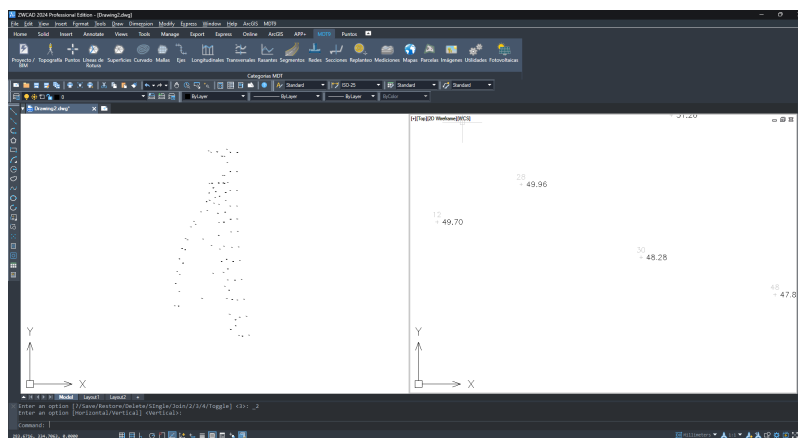 ZWCAD 2024 Professional Edition - [Drawing2.dwg]
File Edit View Insert Format Tools Draw Dimension Modify Express Window Help ArcGIS MDT9
Home Solid Insert Annotate Views Tools Manage Export Express Online ArcGIS APP+ MDT9 Puntos
Proyecto / BIM Topografía Puntos Líneas de Rotura Superficies Curvado Mallas Ejes Longitudinales Transversales Rasantes Segmentos Redes Secciones Replanteo Mediciones Mapas Parcelas Imágenes Utilidades Fotovoltaicas
Categories MDT
Standard ISO-25 Standard Standard
0 ByLayer ByLayer ByLayer ByColor
Drawing2.dwg*
[+][Top][2D Wireframe][WCS]
29
49.96
12
49.70
30
48.28
47.8
Y
X
Y
X
Model Layout1 Layout2 +
Enter an option [?/Save/Restore/Delete/SIngle/Join/2/3/4/Toggle] <3>: _2
Enter an option [Horizontal/Vertical] <Vertical>:
Command:
Millimeters